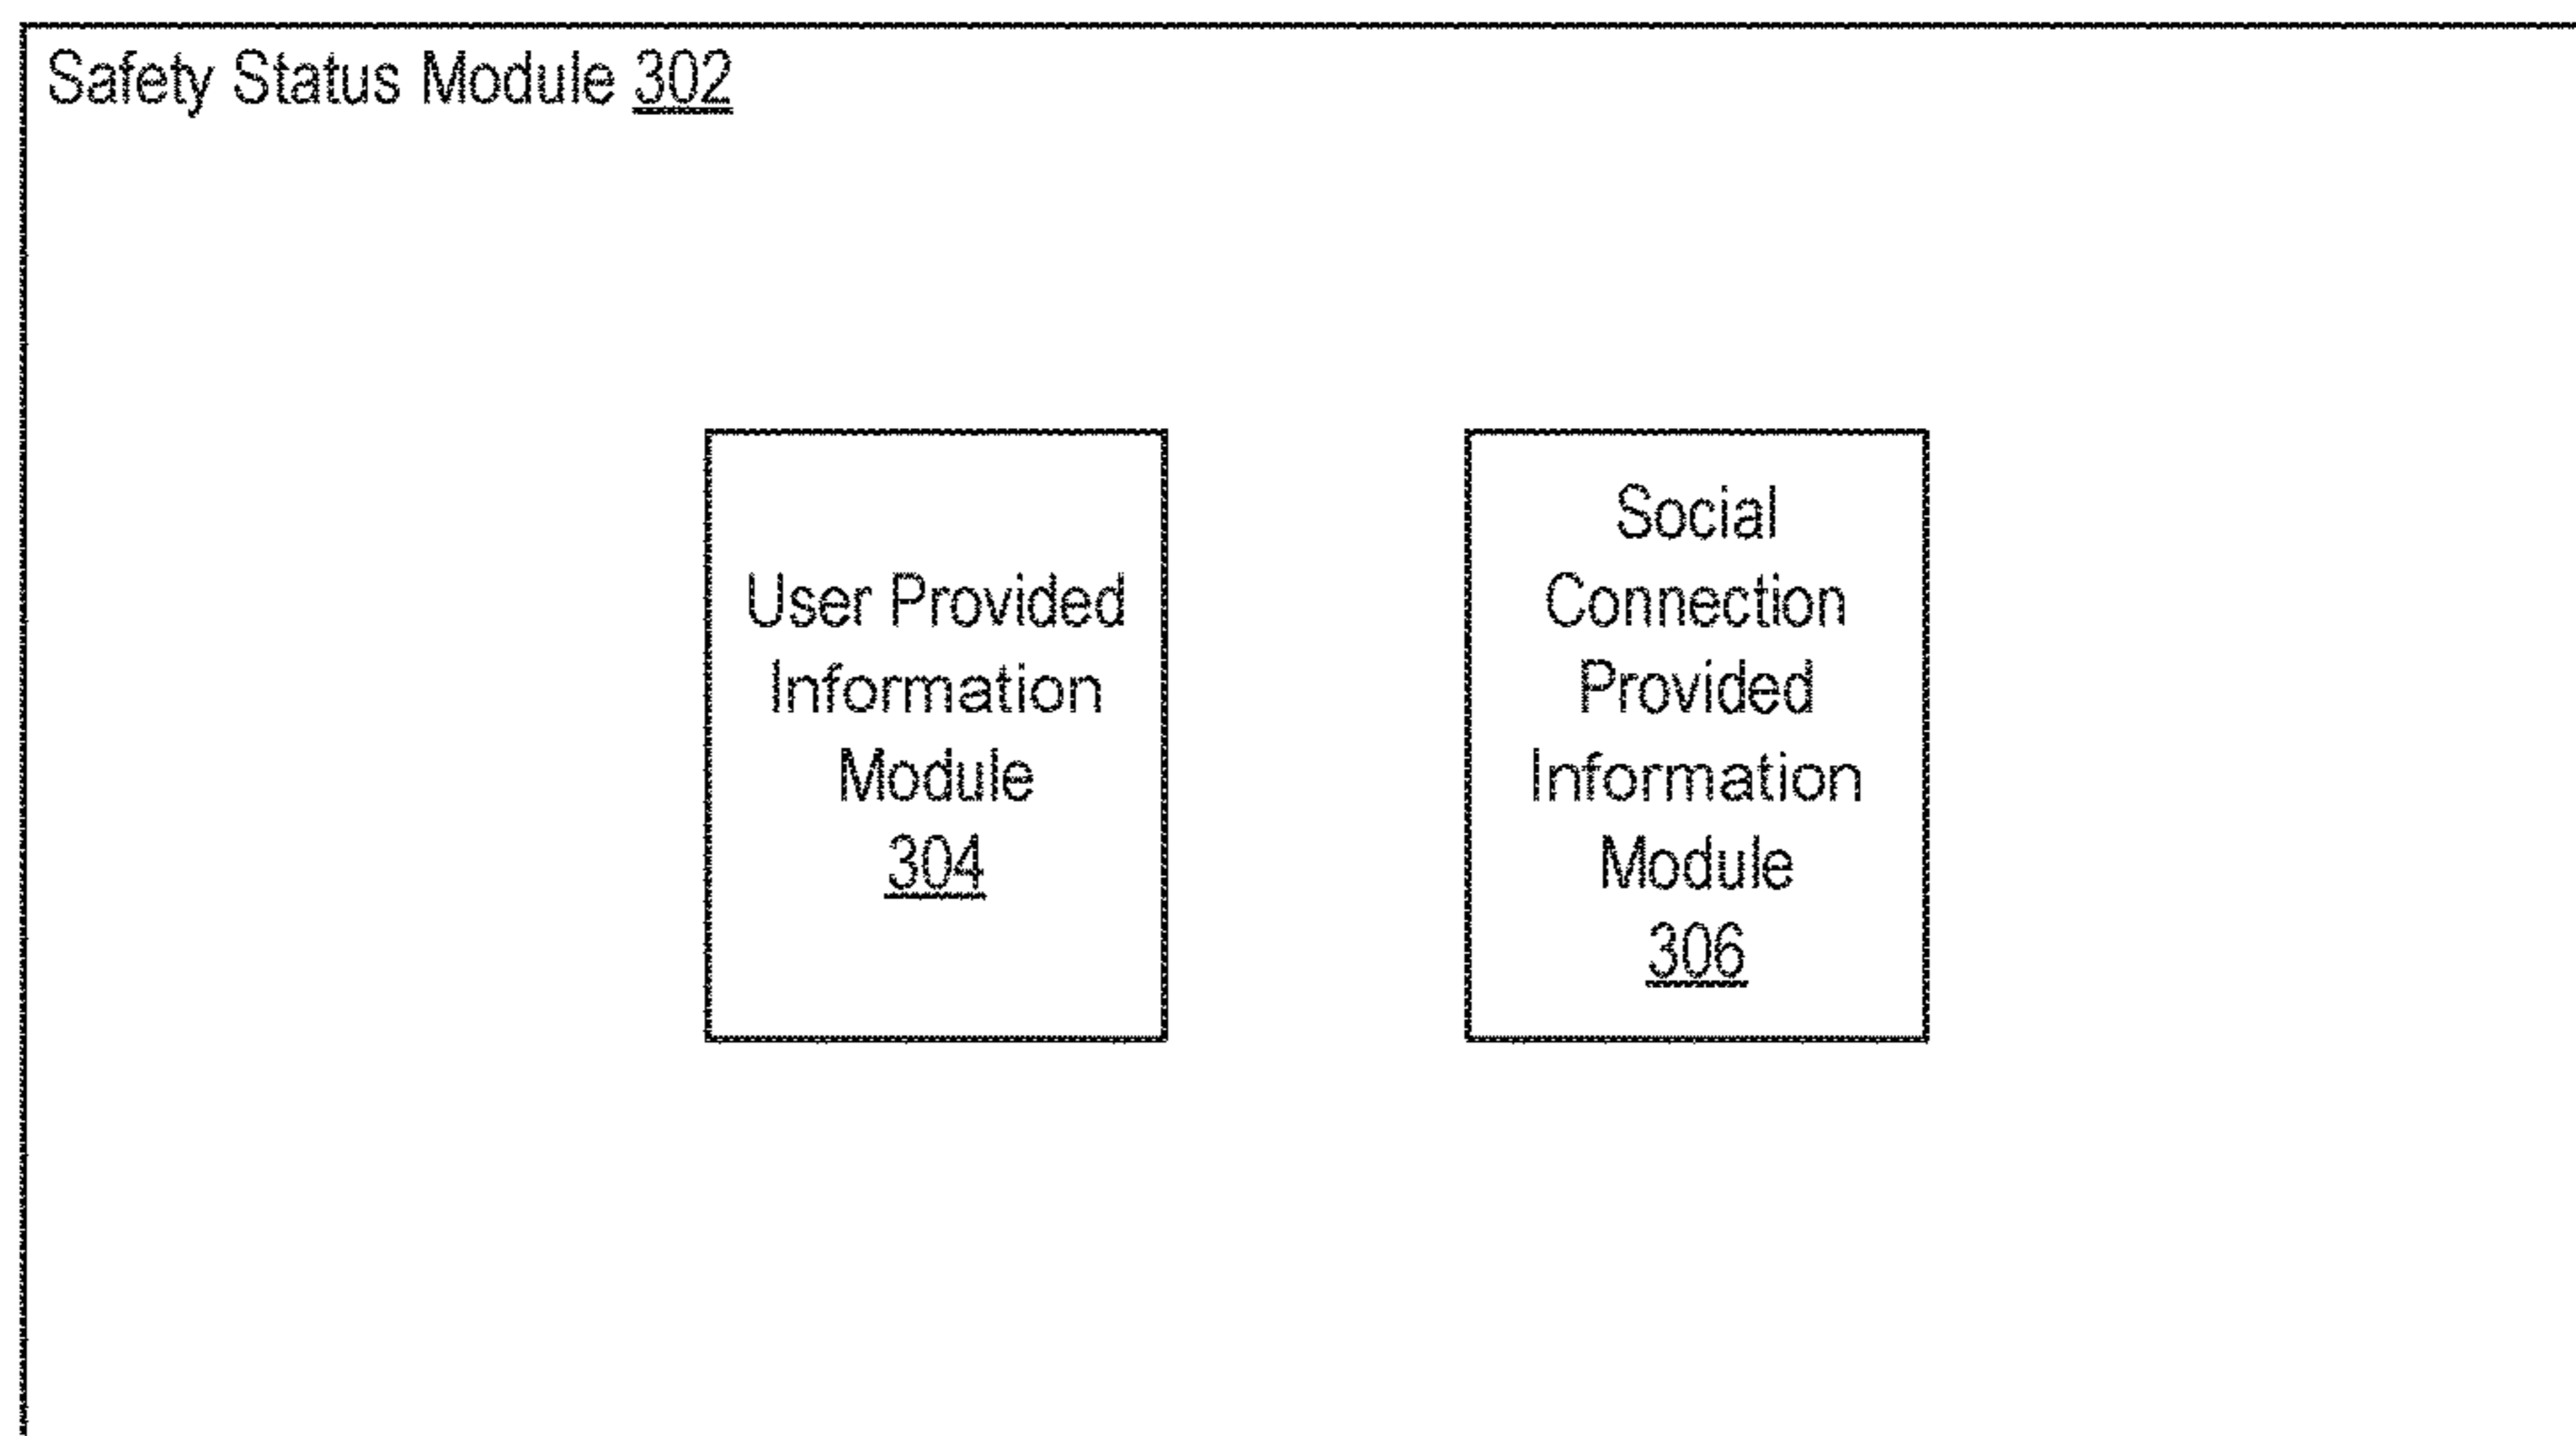 Safety Status Module 302
User Provided
Information
Module
304
Social
Connection
Provided
Information
Module
306